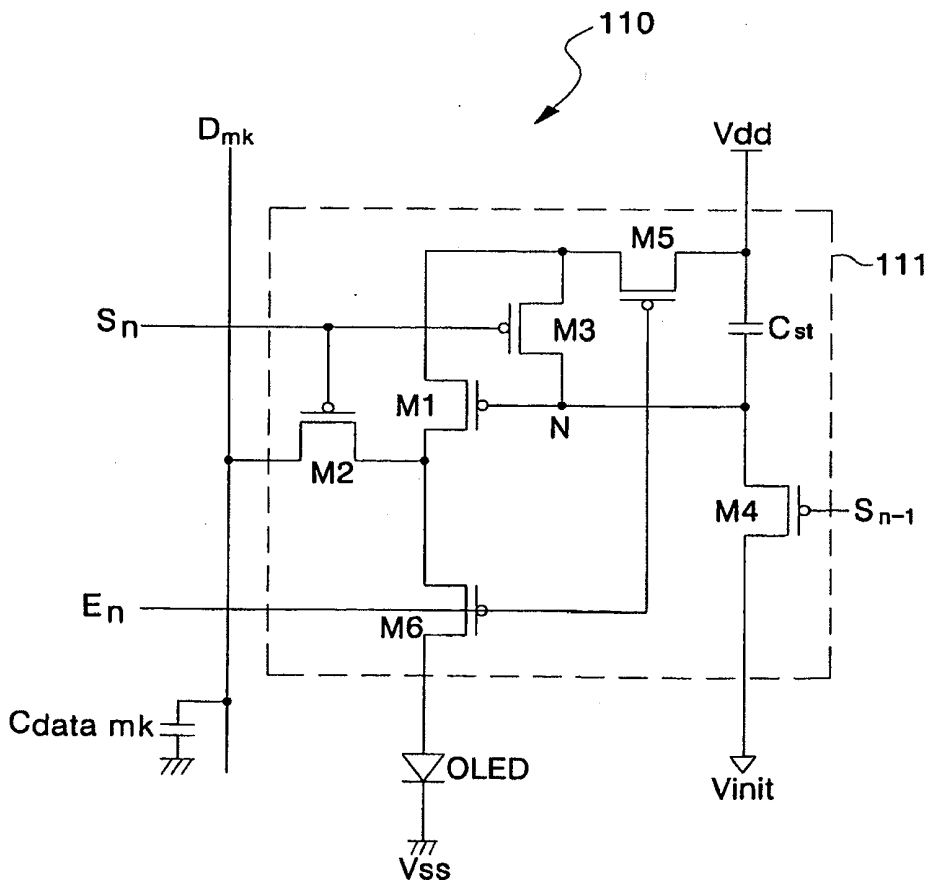 110
Dmk
Vdd
M5
111
Sn
M3
Cst
M1
N
M2
M4
Sn-1
En
M6
Cdata mk
OLED
Vinit
Vss